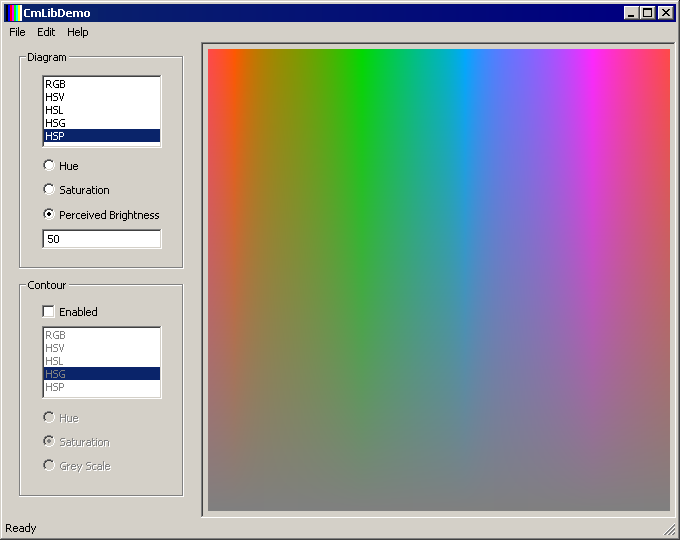 CmLibDemo
File Edit Help
Diagram
RGB
HSV
HSL
HSG
HSP
Hue
Saturation
Perceived Brightness
50
Contour
Enabled
RGB
HSV
HSL
HSG
HSP
Hue
Saturation
Grey Scale
Ready